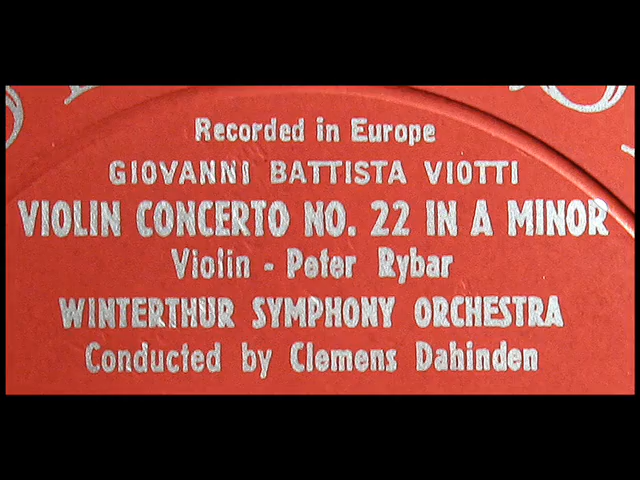 Recorded in Europe
GIOVANNI BATTISTA VIOTTI
VIOLIN CONCERTO NO. 22 IN A MINOR
Violin - Peter Rybar
WINTERTHUR SYMPHONY ORCHESTRA
Conducted by Clemens Dahinden